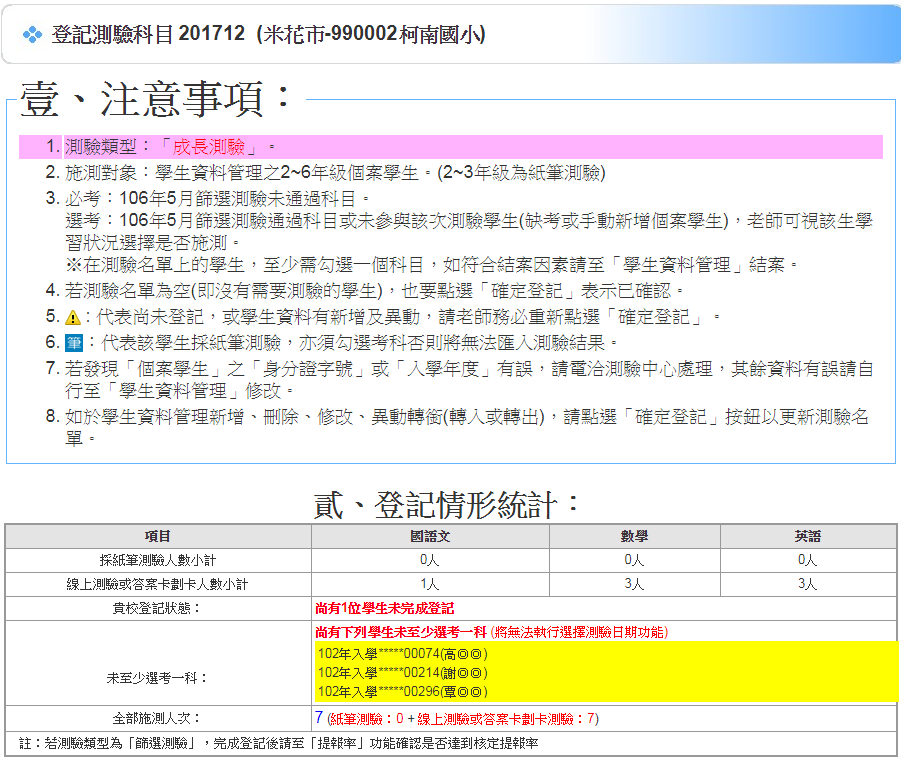 登記測驗科目 201712 (米花市-990002柯南國小)
壹、注意事項：
1. 測驗類型：「成長測驗」。
2. 施測對象：學生資料管理之2~6年級個案學生。(2~3年級為紙筆測驗)
3. 必考：106年5月篩選測驗未通過科目。
選考：106年5月篩選測驗通過科目或未參與該次測驗學生(缺考或手動新增個案學生)，老師可視該生學
習狀況選擇是否施測。
※在測驗名單上的學生，至少需勾選一個科目，如符合結案因素請至「學生資料管理」結案。
4. 若測驗名單為空(即沒有需要測驗的學生)，也要點選「確定登記」表示已確認。
5. ⚠：代表尚未登記，或學生資料有新增及異動，請老師務必重新點選「確定登記」。
6. 筆：代表該學生採紙筆測驗，亦須勾選考科否則將無法匯入測驗結果。
7. 若發現「個案學生」之「身分證字號」或「入學年度」有誤，請電洽測驗中心處理，其餘資料有誤請自
行至「學生資料管理」修改。
8. 如於學生資料管理新增、刪除、修改、異動轉銜(轉入或轉出)，請點選「確定登記」按鈕以更新測驗名
單。
貳、登記情形統計：
項目 國語文 數學 英語
採紙筆測驗人數小計 0人 0人 0人
線上測驗或答案卡劃卡人數小計 1人 3人 3人
貴校登記狀態： 尚有1位學生未完成登記
尚有下列學生未至少選考一科 (將無法執行選擇測驗日期功能)
102年入學*****00074(高◎◎)
102年入學*****00214(謝◎◎)
未至少選考一科：
102年入學*****00296(覃◎◎)
全部施測人次： 7 (紙筆測驗：0 + 線上測驗或答案卡劃卡測驗：7)
註：若測驗類型為「篩選測驗」，完成登記後請至「提報率」功能確認是否達到核定提報率